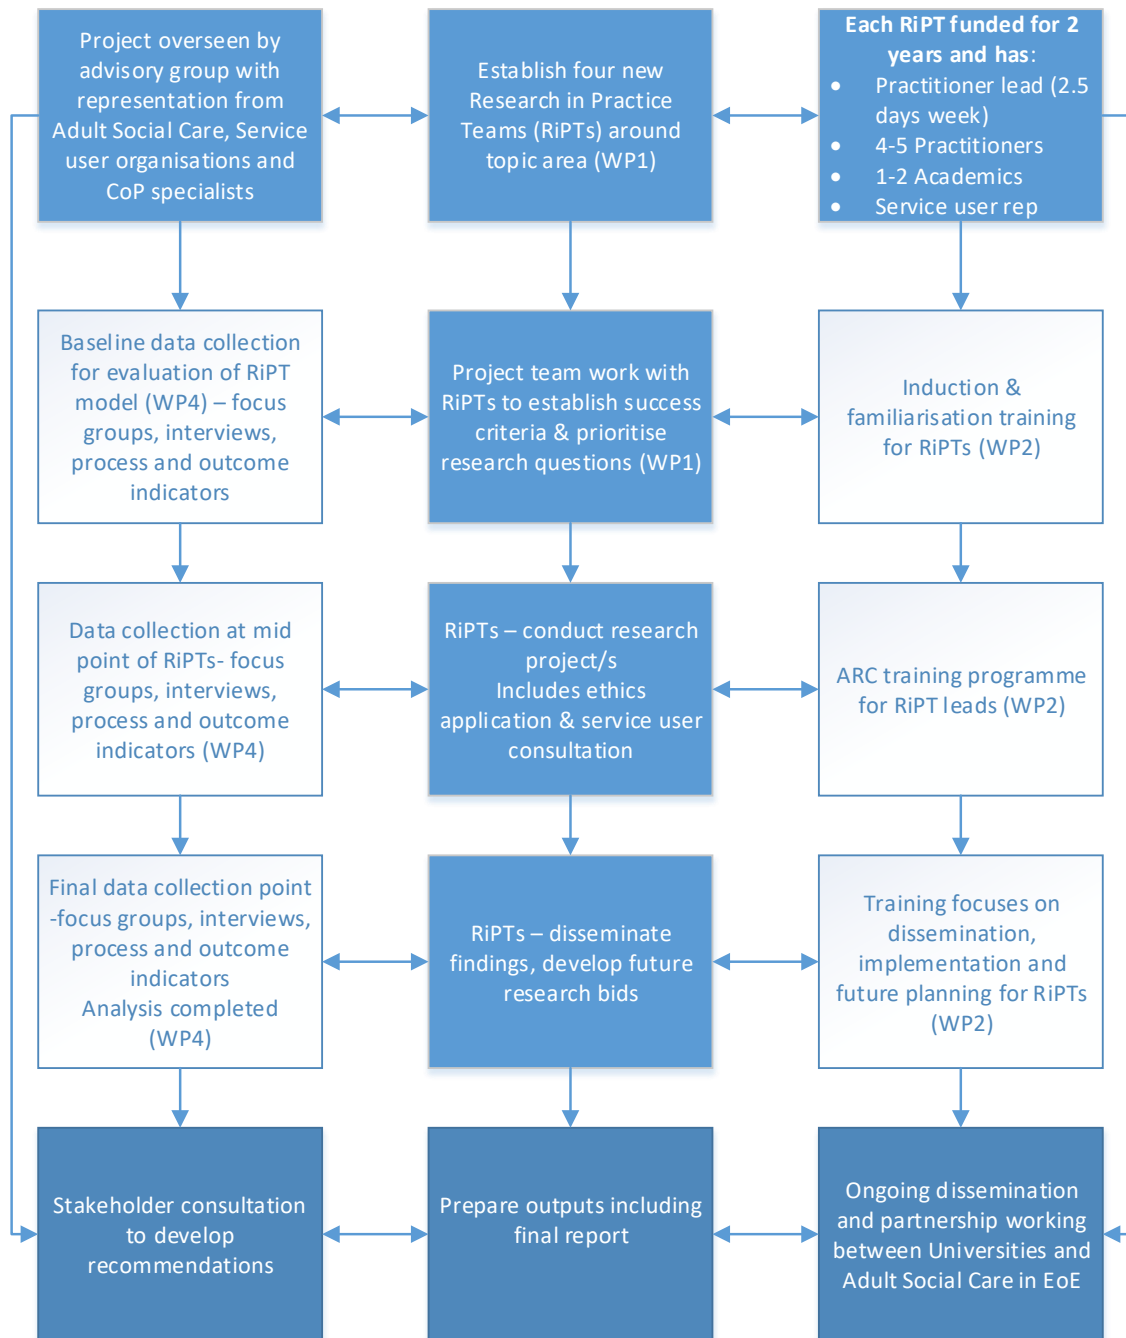 Project overseen by
advisory group with
representation from
Adult Social Care, Service
user organisations and
CoP specialists
Establish four new
Research in Practice
Teams (RiPTs) around
topic area (WP1)
Each RiPT funded for 2
years and has:
• Practitioner lead (2.5
days week)
• 4-5 Practitioners
• 1-2 Academics
• Service user rep
Baseline data collection
for evaluation of RiPT
model (WP4) – focus
groups, interviews,
process and outcome
indicators
Project team work with
RiPTs to establish success
criteria & prioritise
research questions (WP1)
Induction &
familiarisation training
for RiPTs (WP2)
Data collection at mid
point of RiPTs- focus
groups, interviews,
process and outcome
indicators (WP4)
RiPTs – conduct research
project/s
Includes ethics
application & service user
consultation
ARC training programme
for RiPT leads (WP2)
Final data collection point
-focus groups, interviews,
process and outcome
indicators
Analysis completed
(WP4)
RiPTs – disseminate
findings, develop future
research bids
Training focuses on
dissemination,
implementation and
future planning for RiPTs
(WP2)
Stakeholder consultation
to develop
recommendations
Prepare outputs including
final report
Ongoing dissemination
and partnership working
between Universities and
Adult Social Care in EoE